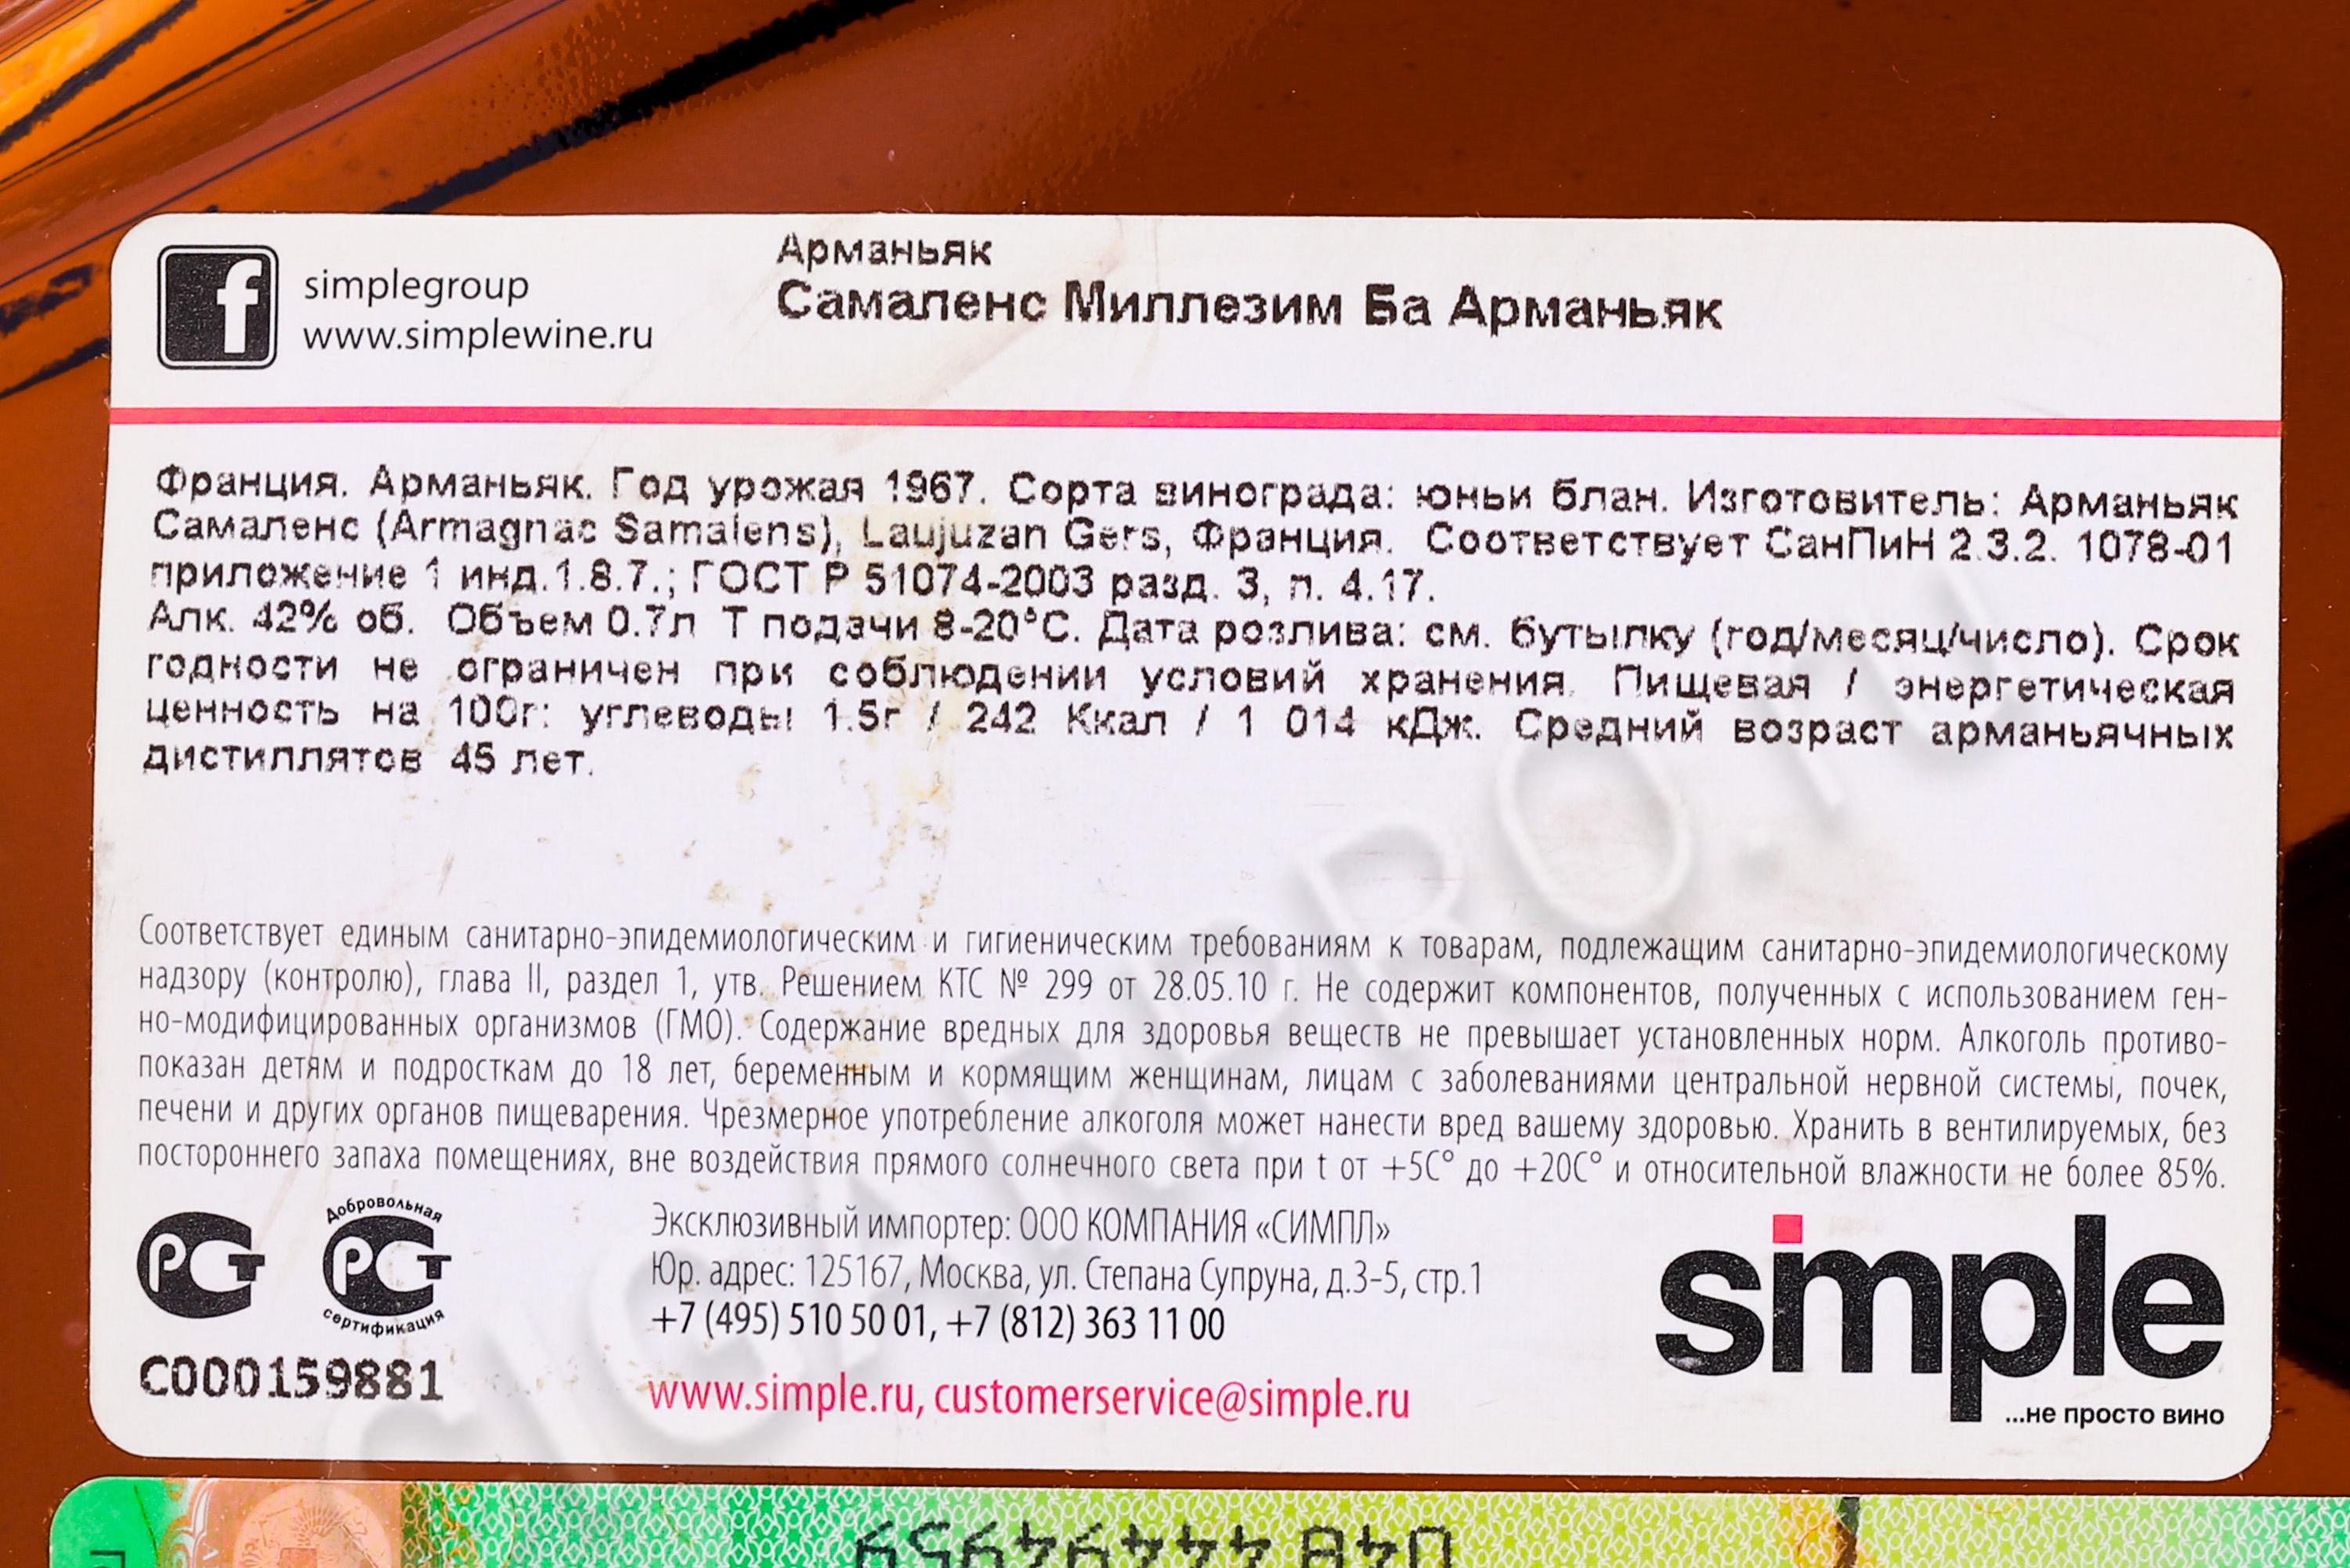 simplegroup
www.simplewine.ru
Арманьяк
Самаленс Миллезим Ба Арманьяк
Франция. Арманьяк. Год урожая 1967. Сорта винограда: юньи блан. Изготовитель: Арманьяк
Самаленс (Armagnac Samalens), Laujuzan Gers, Франция. Соответствует СанПиН 2.3.2. 1078-01
приложение 1 инд.1.8.7.; ГОСТ Р 51074-2003 разд. 3, п. 4.17.
Алк. 42% об. Объем 0.7л Т подачи 8-20°С. Дата розлива: см. бутылку (год/месяц/число). Срок
годности не ограничен при соблюдении условий хранения. Пищевая / энергетическая
ценность на 100г: углеводы 1.5г / 242 Ккал / 1 014 кДж. Средний возраст арманьячных
дистиллятов 45 лет.
Соответствует единым санитарно-эпидемиологическим и гигиеническим требованиям к товарам, подлежащим санитарно-эпидемиологическому
надзору (контролю), глава II, раздел 1, утв. Решением КТС № 299 от 28.05.10 г. Не содержит компонентов, полученных с использованием ген-
но-модифицированных организмов (ГМО). Содержание вредных для здоровья веществ не превышает установленных норм. Алкоголь противо-
показан детям и подросткам до 18 лет, беременным и кормящим женщинам, лицам с заболеваниями центральной нервной системы, почек,
печени и других органов пищеварения. Чрезмерное употребление алкоголя может нанести вред вашему здоровью. Хранить в вентилируемых, без
постороннего запаха помещениях, вне воздействия прямого солнечного света при t от +5С° до +20С° и относительной влажности не более 85%.
РСТ
Добровольная
РСТ
сертификация
С000159881
Эксклюзивный импортер: ООО КОМПАНИЯ «СИМПЛ»
Юр. адрес: 125167, Москва, ул. Степана Супруна, д.3-5, стр.1
+7 (495) 510 50 01, +7 (812) 363 11 00
www.simple.ru, customerservice@simple.ru
simple
...не просто вино
CIGARPRO.RU